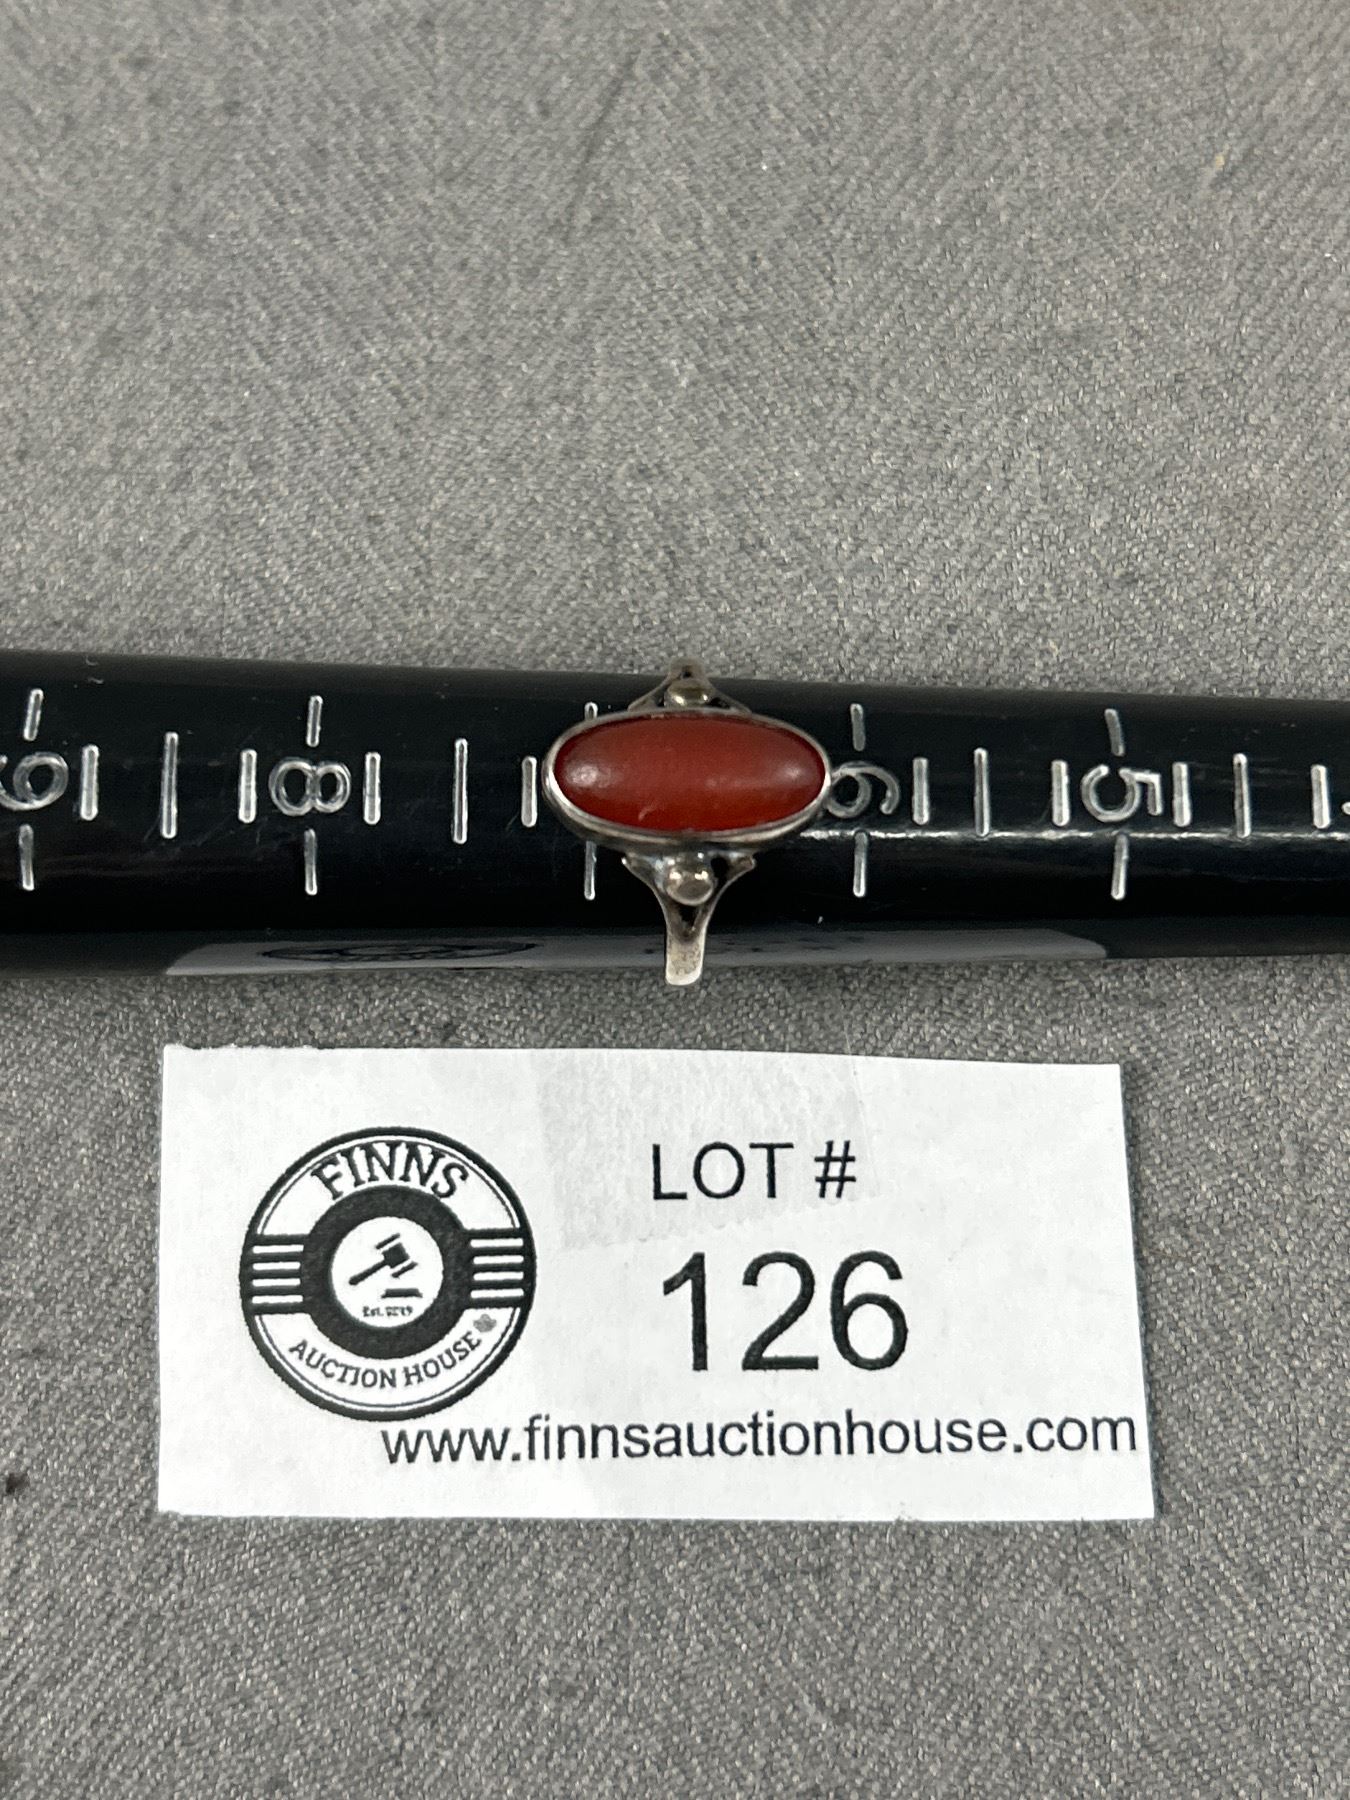 9 8 6 5
FINNS
AUCTION HOUSE
LOT #
126
www.finnsauctionhouse.com